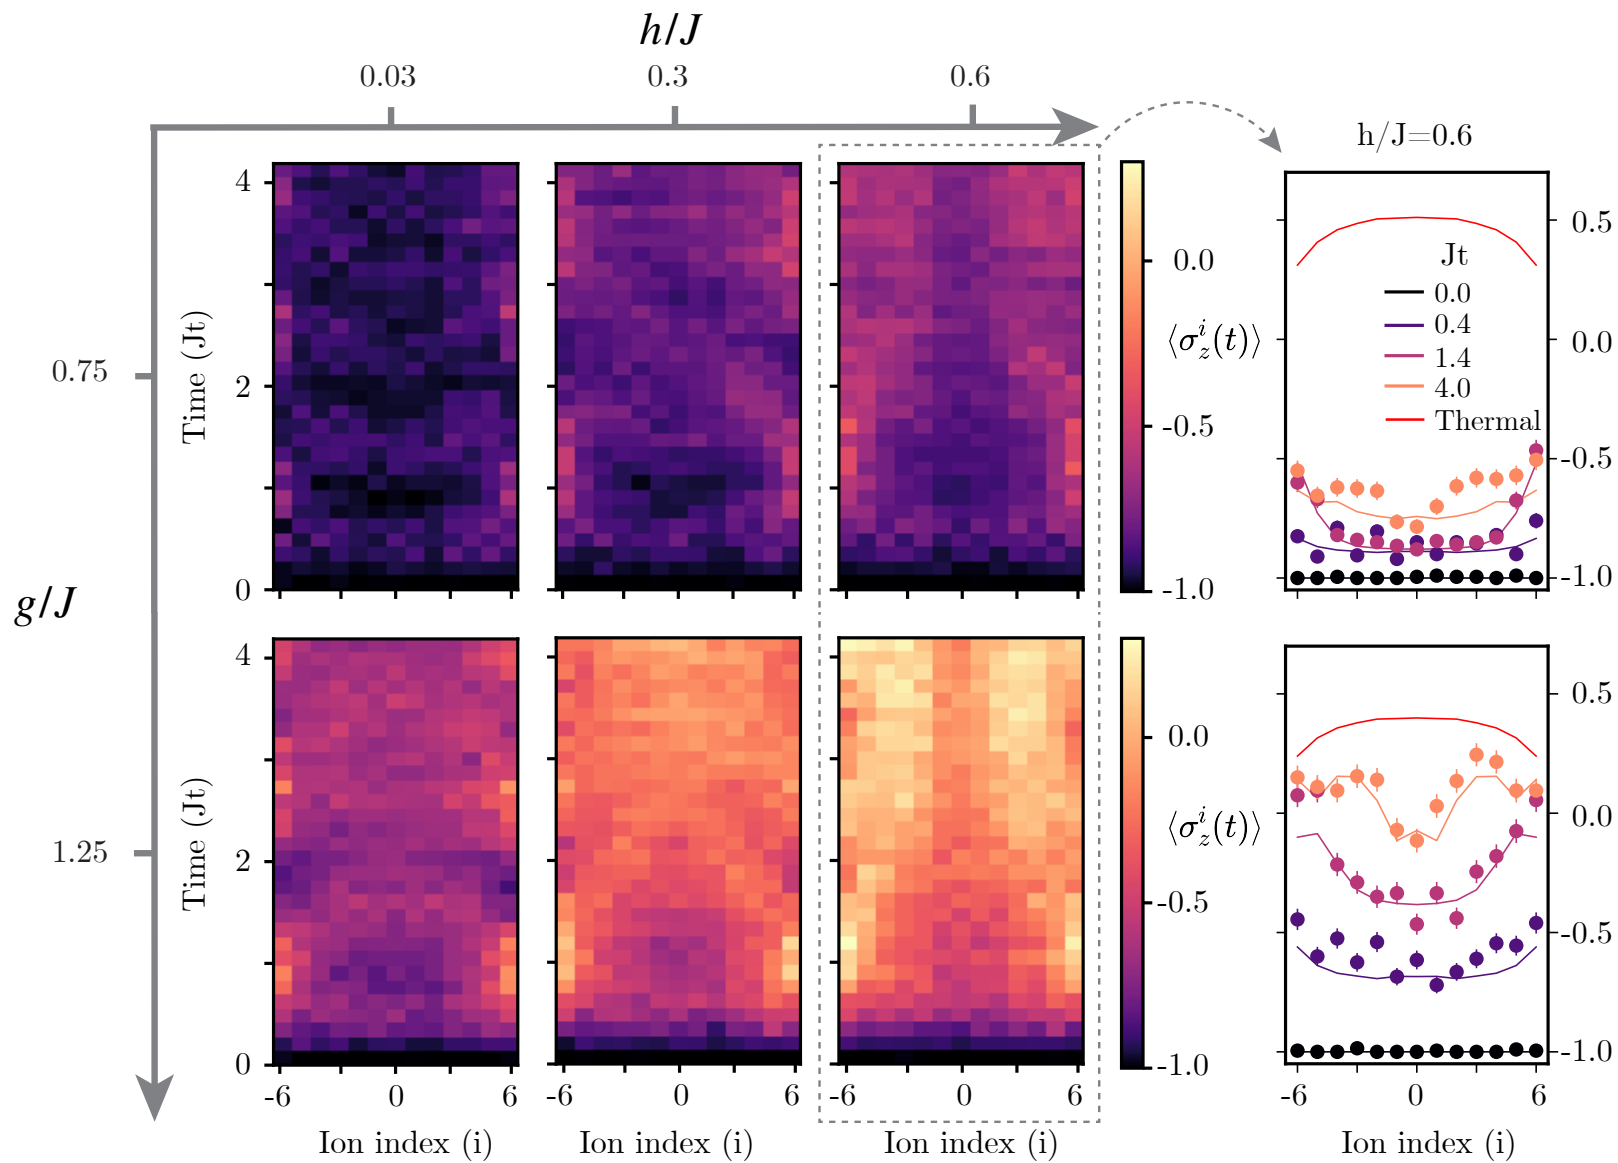 h/J
0.03 0.3 0.6
h/J=0.6
4
2
0
Time (Jt)
0.0
-0.5
-1.0
⟨σ_z^i(t)⟩
0.5
0.0
-0.5
-1.0
Jt
0.0
0.4
1.4
4.0
Thermal
0.75
g/J
1.25
4
2
0
Time (Jt)
0.0
-0.5
-1.0
⟨σ_z^i(t)⟩
0.5
0.0
-0.5
-1.0
-6 0 6 -6 0 6 -6 0 6 -6 0 6
Ion index (i) Ion index (i) Ion index (i) Ion index (i)